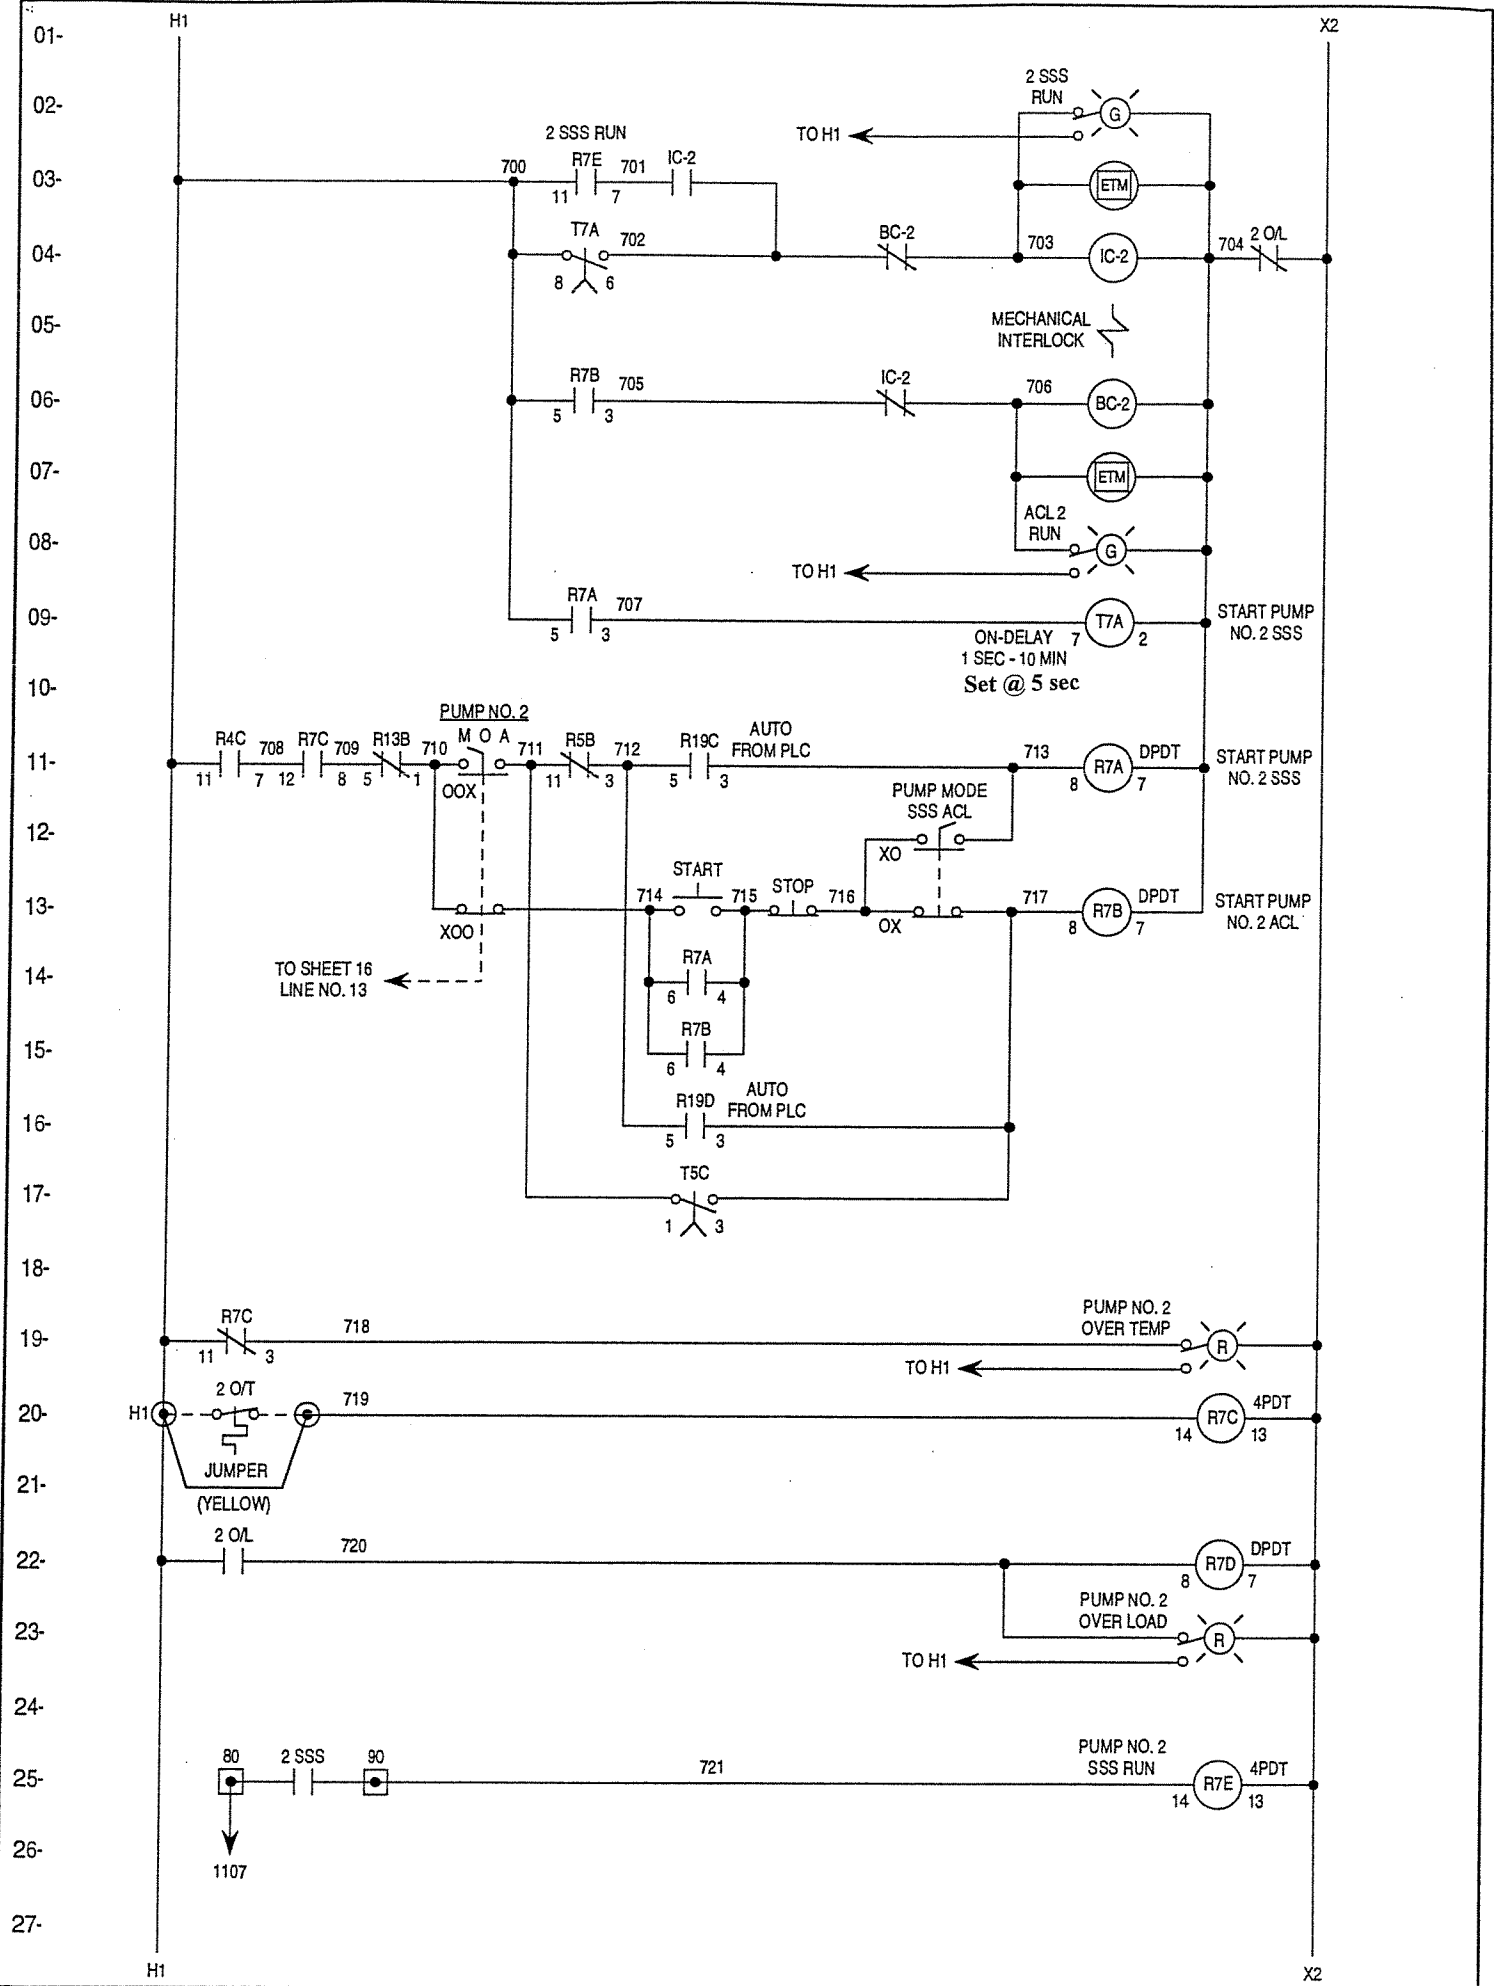 H1
X2
01-
2 SSS
RUN
02-
G
TO H1
2 SSS RUN
700
R7E
701
IC-2
03-
11
7
ETM
T7A
702
BC-2
703
704
2 O/L
04-
IC-2
8
6
05-
MECHANICAL
INTERLOCK
R7B
705
IC-2
706
06-
BC-2
5
3
07-
ETM
ACL 2
RUN
08-
G
TO H1
R7A
707
09-
5
3
T7A
7
2
START PUMP
NO. 2 SSS
ON-DELAY
1 SEC - 10 MIN
Set @ 5 sec
10-
PUMP NO. 2
M O A
AUTO
FROM PLC
R4C
708
R7C
709
R13B
710
711
R5B
712
R19C
713
DPDT
11-
11
7
12
8
5
1
OOX
11
3
5
3
R7A
8
7
START PUMP
NO. 2 SSS
PUMP MODE
SSS ACL
12-
XO
START
714
715
STOP
716
717
DPDT
13-
XOO
OX
R7B
8
7
START PUMP
NO. 2 ACL
R7A
14-
TO SHEET 16
LINE NO. 13
6
4
R7B
15-
6
4
AUTO
FROM PLC
R19D
16-
5
3
T5C
17-
1
3
18-
R7C
718
PUMP NO. 2
OVER TEMP
19-
11
3
R
TO H1
2 O/T
719
4PDT
20-
H1
R7C
14
13
JUMPER
21-
(YELLOW)
2 O/L
720
DPDT
22-
R7D
8
7
PUMP NO. 2
OVER LOAD
23-
R
TO H1
24-
80
2 SSS
90
721
PUMP NO. 2
SSS RUN
4PDT
25-
R7E
14
13
26-
1107
27-
H1
X2